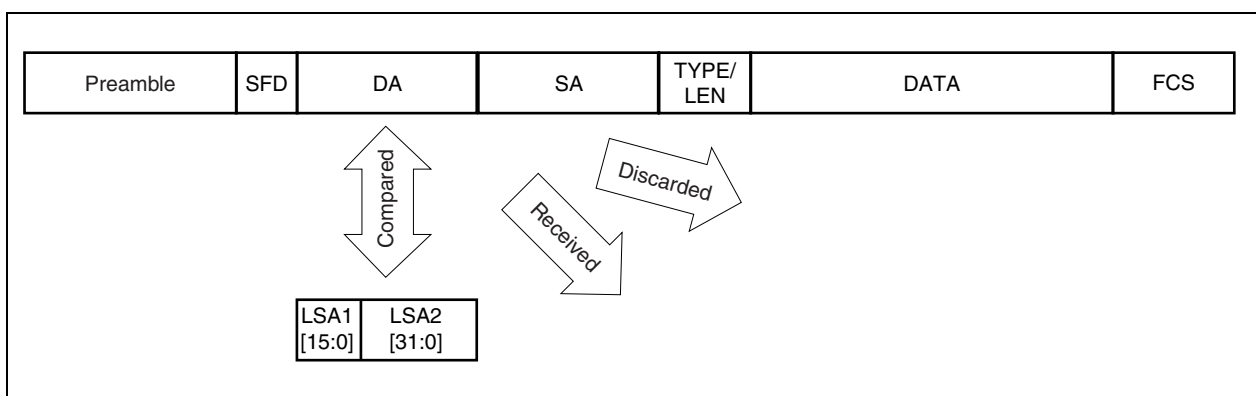 Preamble
SFD
DA
SA
TYPE/
LEN
DATA
FCS
Compared
Received
Discarded
LSA1
[15:0]
LSA2
[31:0]